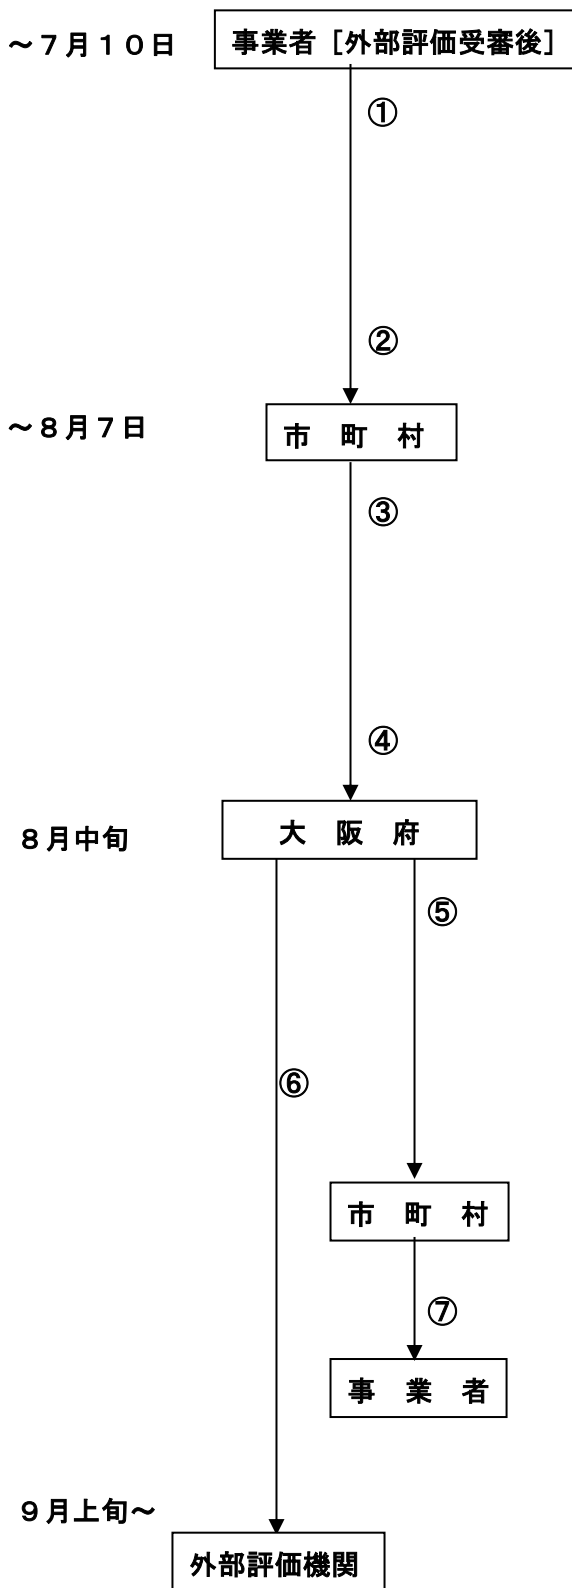 ～７月１０日
事業者［外部評価受審後］
①
②
～８月７日
市　町　村
③
④
８月中旬
大　阪　府
⑤
⑥
市　町　村
⑦
事　業　者
９月上旬～
外部評価機関